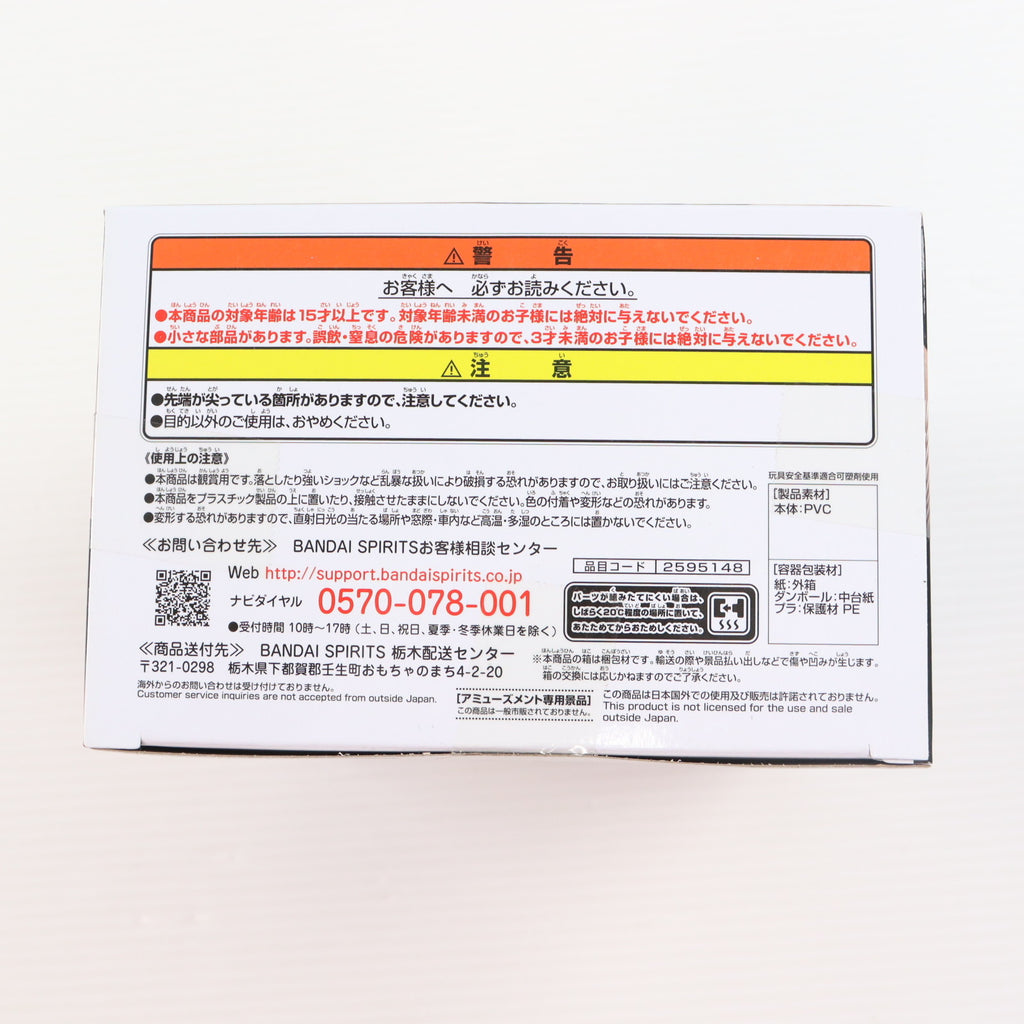 ⚠ 警告
お客様へ 必ずお読みください。
●本商品の対象年齢は15才以上です。対象年齢未満のお子様には絶対に与えないでください。
●小さな部品があります。誤飲・窒息の危険がありますので、3才未満のお子様には絶対に与えないでください。
⚠ 注意
●先端が尖っている箇所がありますので、注意してください。
●目的以外のご使用は、おやめください。
《使用上の注意》
●本商品は観賞用です。落としたり強いショックなど乱暴な扱いにより破損する恐れがありますので、お取り扱いにはご注意ください。
●本商品をプラスチック製品の上に置いたり、接触させたままにしないでください。色の付着や変形などの恐れがあります。
●変形する恐れがありますので、直射日光の当たる場所や窓際・車内など高温・多湿のところには置かないでください。
玩具安全基準適合可塑剤使用
[製品素材]
本体:PVC
[容器包装材]
紙:外箱
ダンボール:中台紙
プラ:保護材 PE
≪お問い合わせ先≫ BANDAI SPIRITSお客様相談センター
Web http://support.bandaispirits.co.jp
ナビダイヤル 0570-078-001
●受付時間 10時〜17時(土、日、祝日、夏季・冬季休業日を除く)
品目コード 2595148
パーツが組みたてにくい場合は、
しばらく20℃程度の場所に置いて、
あたためてからおためしください。
≪商品送付先≫ BANDAI SPIRITS 栃木配送センター
〒321-0298 栃木県下都賀郡壬生町おもちゃのまち4-2-20
※本商品の箱は梱包材です。輸送の際や景品払い出しなどで傷や凹みが生じます。
箱の交換には応じかねますのでご了承ください。
海外からのお問い合わせは受け付けておりません。
Customer service inquiries are not accepted from outside Japan.
[アミューズメント専用景品]
この商品は一般市販されておりません。
この商品は日本国外での使用及び販売は許諾されておりません。
This product is not licensed for the use and sale
outside Japan.